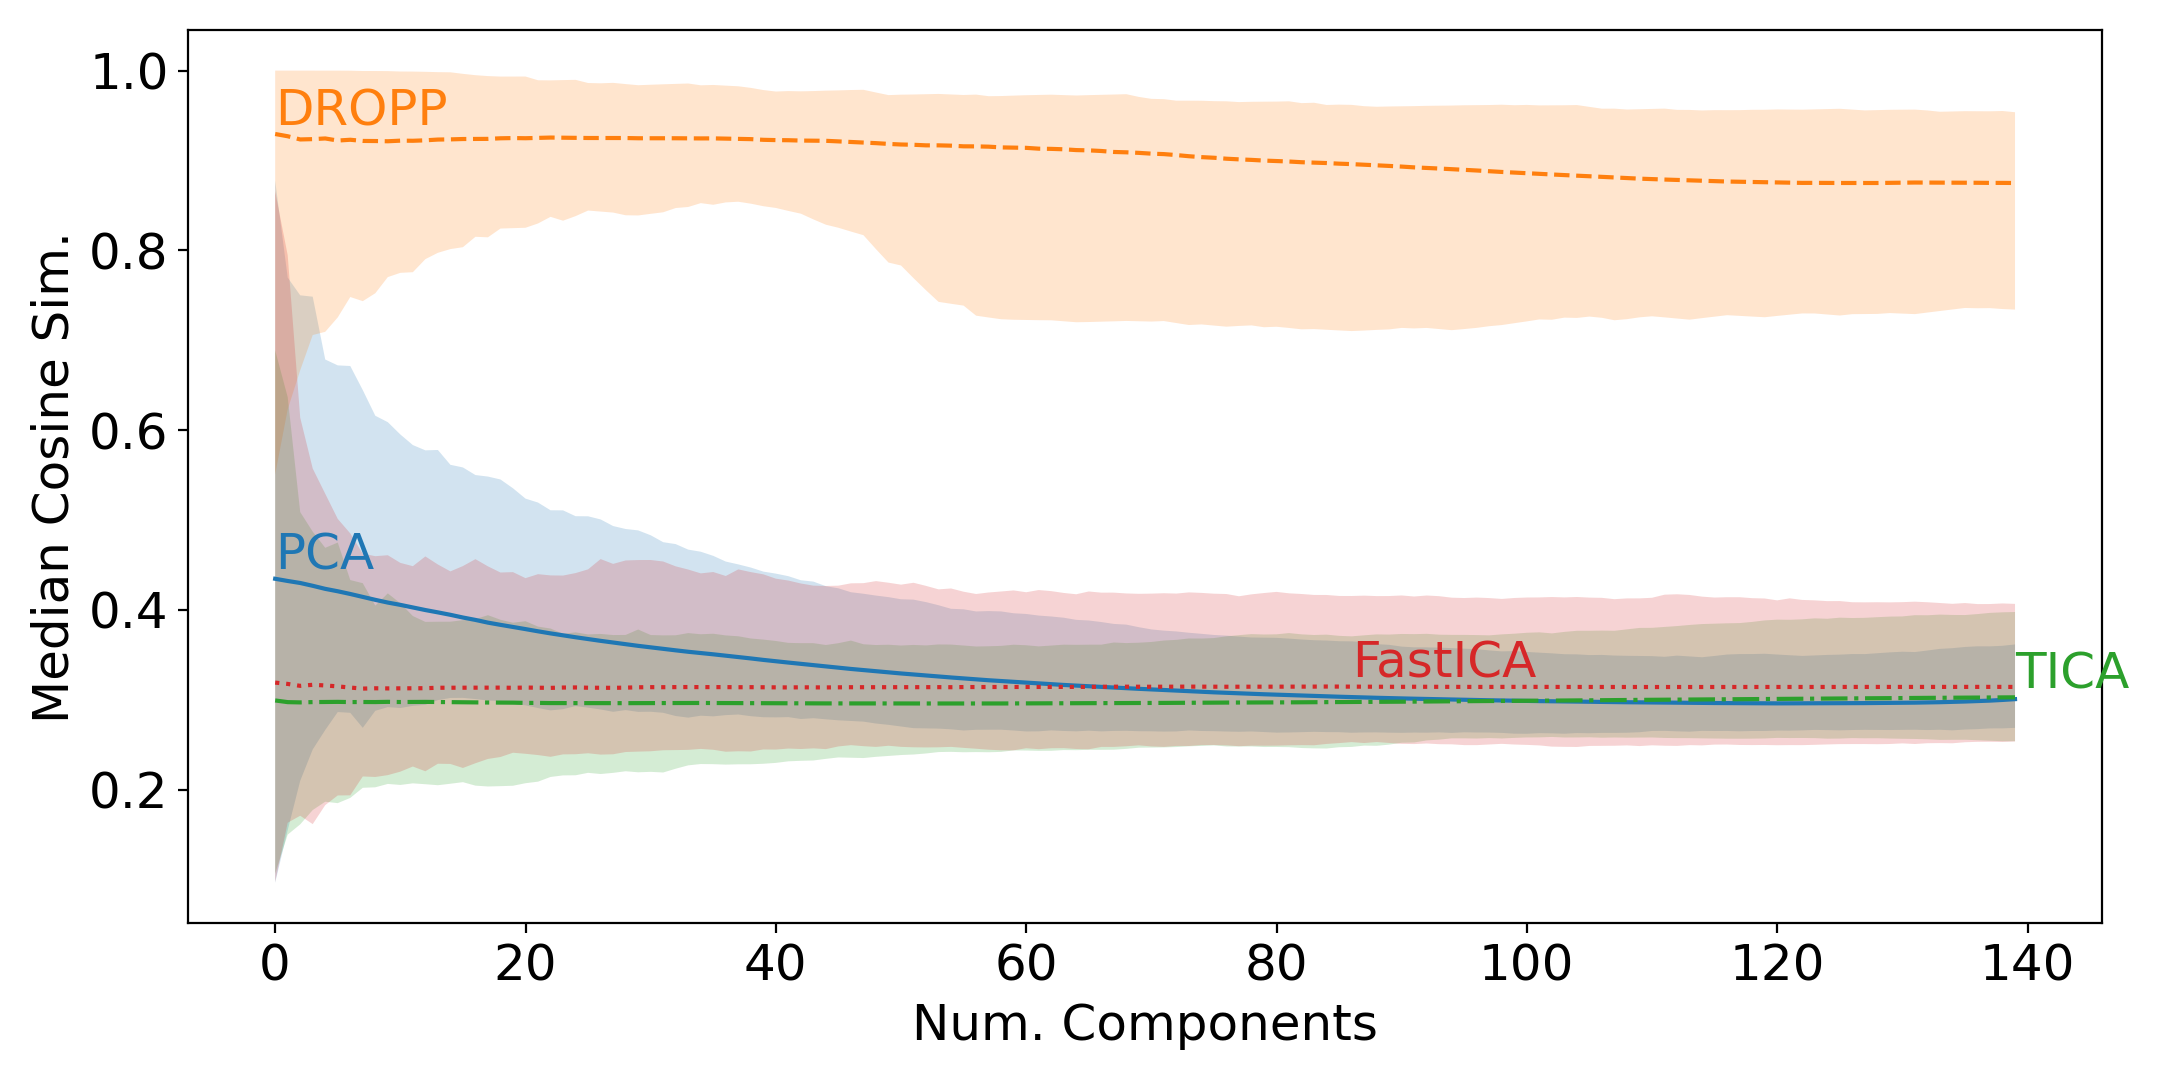 Median Cosine Sim.
1.0
0.8
0.6
0.4
0.2
DROPP
PCA
FastICA
TICA
0 20 40 60 80 100 120 140
Num. Components